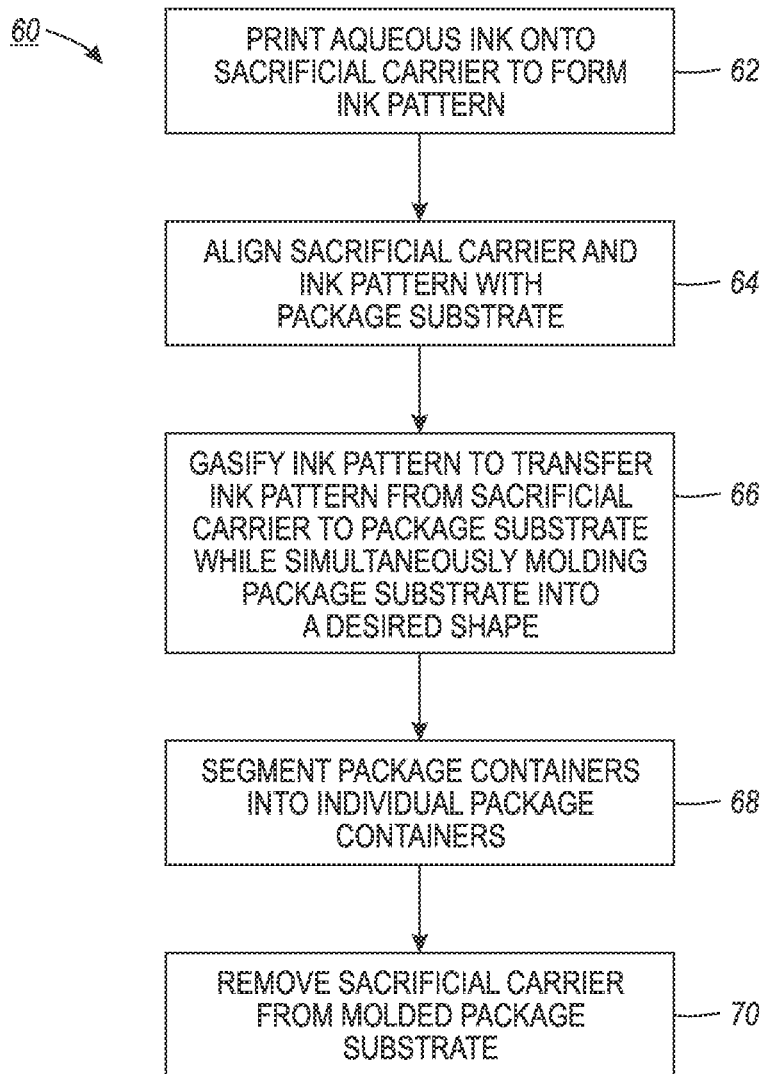 60
PRINT AQUEOUS INK ONTO
SACRIFICIAL CARRIER TO FORM
INK PATTERN
62
ALIGN SACRIFICIAL CARRIER AND
INK PATTERN WITH
PACKAGE SUBSTRATE
64
GASIFY INK PATTERN TO TRANSFER
INK PATTERN FROM SACRIFICIAL
CARRIER TO PACKAGE SUBSTRATE
WHILE SIMULTANEOUSLY MOLDING
PACKAGE SUBSTRATE INTO
A DESIRED SHAPE
66
SEGMENT PACKAGE CONTAINERS
INTO INDIVIDUAL PACKAGE
CONTAINERS
68
REMOVE SACRIFICIAL CARRIER
FROM MOLDED PACKAGE
SUBSTRATE
70